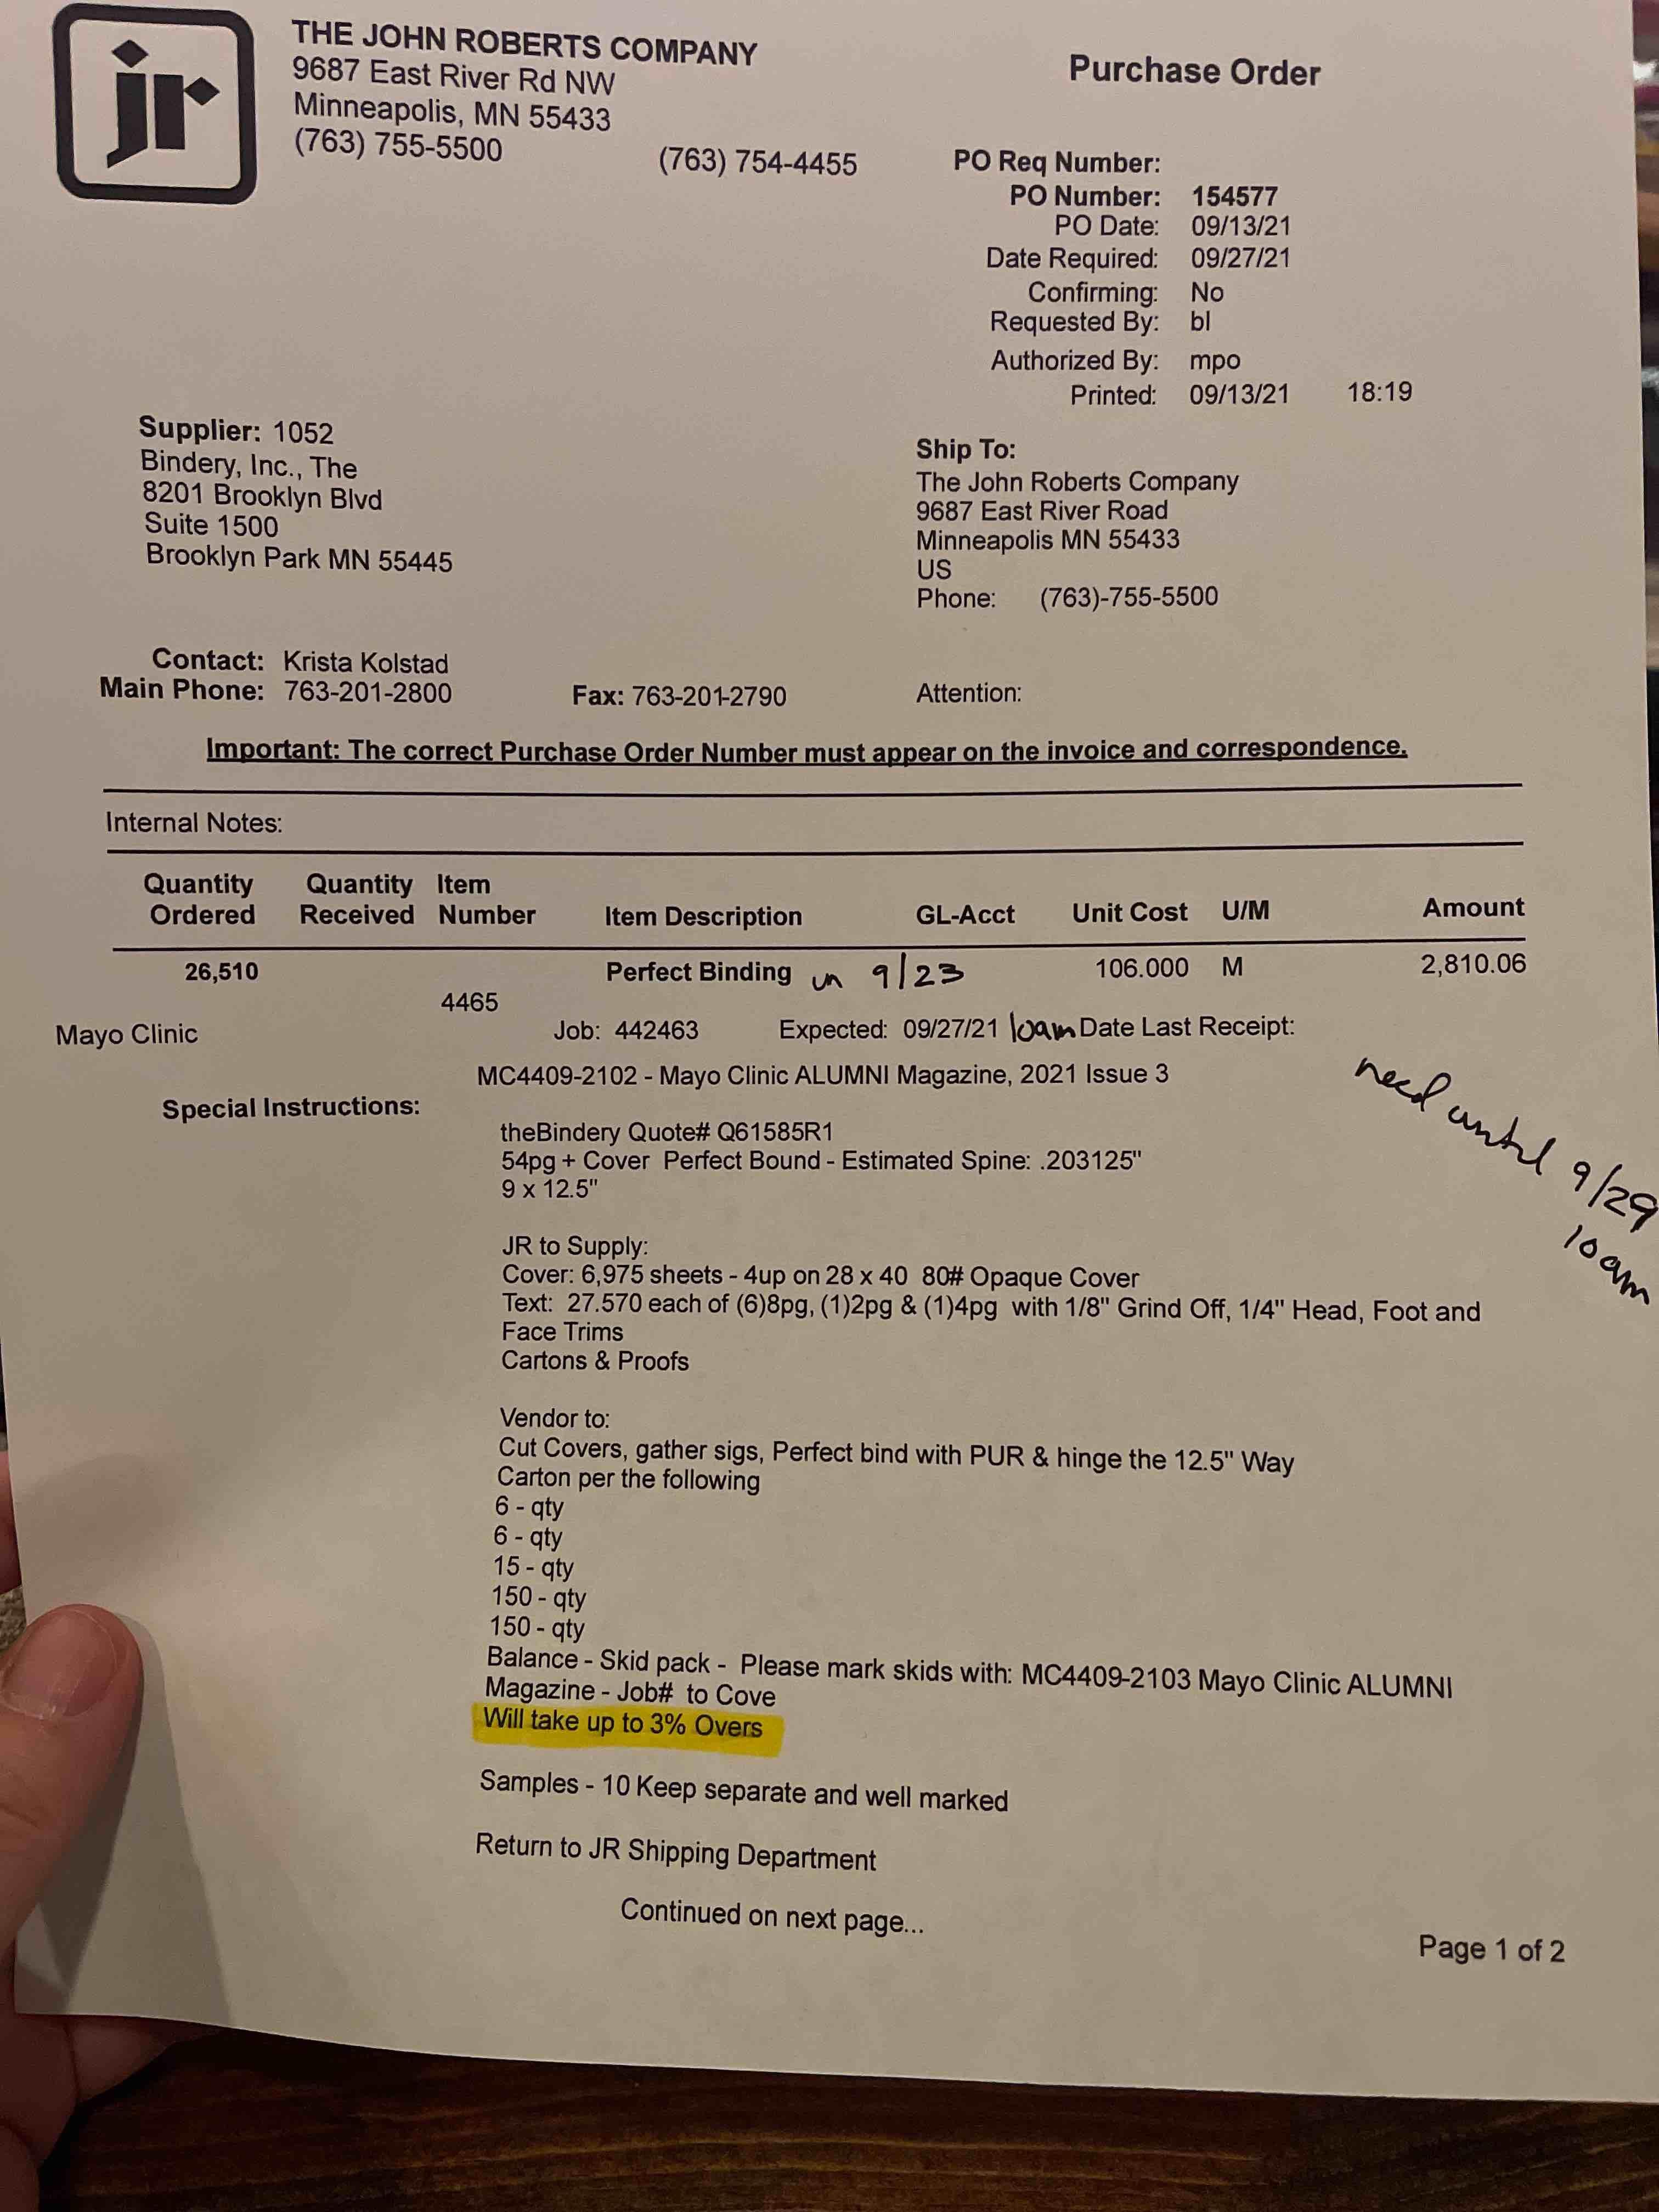 jr
THE JOHN ROBERTS COMPANY
9687 East River Rd NW
Minneapolis, MN 55433
(763) 755-5500 (763) 754-4455
Purchase Order
PO Req Number:
PO Number: 154577
PO Date: 09/13/21
Date Required: 09/27/21
Confirming: No
Requested By: bl
Authorized By: mpo
Printed: 09/13/21 18:19
Supplier: 1052
Bindery, Inc., The
8201 Brooklyn Blvd
Suite 1500
Brooklyn Park MN 55445
Ship To:
The John Roberts Company
9687 East River Road
Minneapolis MN 55433
US
Phone: (763)-755-5500
Contact: Krista Kolstad
Main Phone: 763-201-2800 Fax: 763-201-2790 Attention:
Important: The correct Purchase Order Number must appear on the invoice and correspondence.
Internal Notes:
Quantity Ordered Quantity Received Item Number Item Description GL-Acct Unit Cost U/M Amount
26,510 Perfect Binding in 9/23 106.000 M 2,810.06
4465
Mayo Clinic Job: 442463 Expected: 09/27/21 10am Date Last Receipt:
MC4409-2102 - Mayo Clinic ALUMNI Magazine, 2021 Issue 3
need until 9/29
10am
Special Instructions:
theBindery Quote# Q61585R1
54pg + Cover Perfect Bound - Estimated Spine: .203125"
9 x 12.5"
JR to Supply:
Cover: 6,975 sheets - 4up on 28 x 40 80# Opaque Cover
Text: 27.570 each of (6)8pg, (1)2pg & (1)4pg with 1/8" Grind Off, 1/4" Head, Foot and
Face Trims
Cartons & Proofs
Vendor to:
Cut Covers, gather sigs, Perfect bind with PUR & hinge the 12.5" Way
Carton per the following
6 - qty
6 - qty
15 - qty
150 - qty
150 - qty
Balance - Skid pack - Please mark skids with: MC4409-2103 Mayo Clinic ALUMNI
Magazine - Job# to Cove
Will take up to 3% Overs
Samples - 10 Keep separate and well marked
Return to JR Shipping Department
Continued on next page...
Page 1 of 2